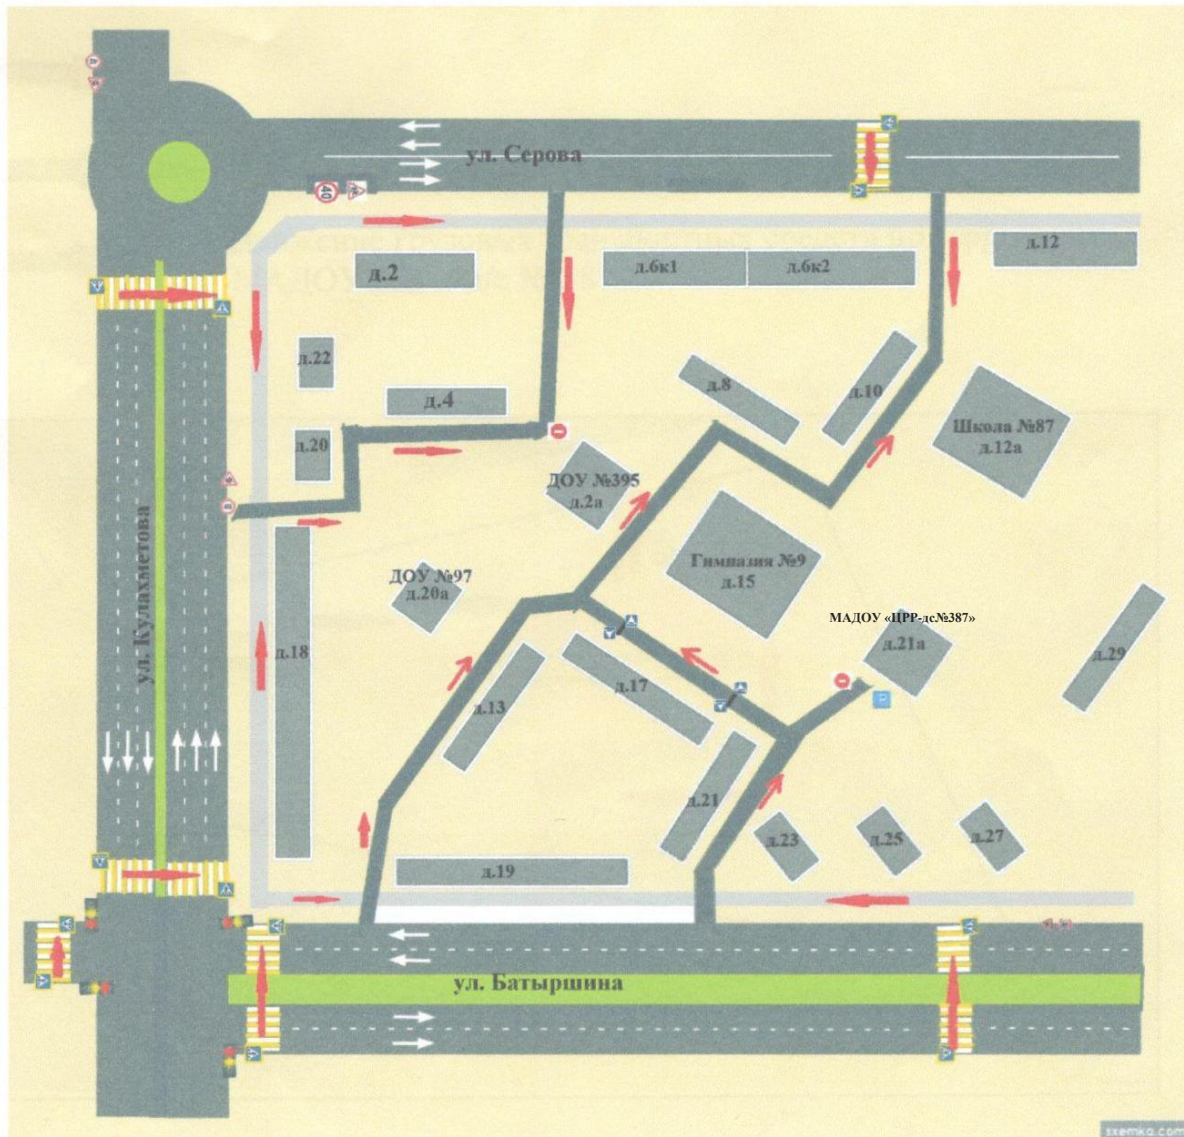 ул. Серова
40
д.12
д.2
д.6к1
д.6к2
д.22
д.8
д.10
д.4
д.20
Школа №87
д.12а
ДОУ №395
д.2а
ул. Кулахметова
Гимназия №9
д.15
ДОУ №97
д.20а
МАДОУ «ЦРР-дс№387»
д.21а
д.18
д.17
д.29
д.13
д.21
д.23
д.25
д.27
д.19
ул. Батыршина
sxemka.com